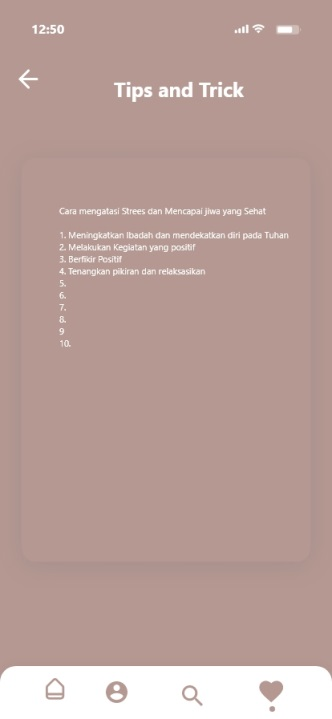 12:50
Tips and Trick
Cara mengatasi Strees dan Mencapai jiwa yang Sehat
1. Meningkatkan Ibadah dan mendekatkan diri pada Tuhan
2. Melakukan Kegiatan yang positif
3. Berfikir Positif
4. Tenangkan pikiran dan relaksasikan
5.
6.
7.
8.
9
10.